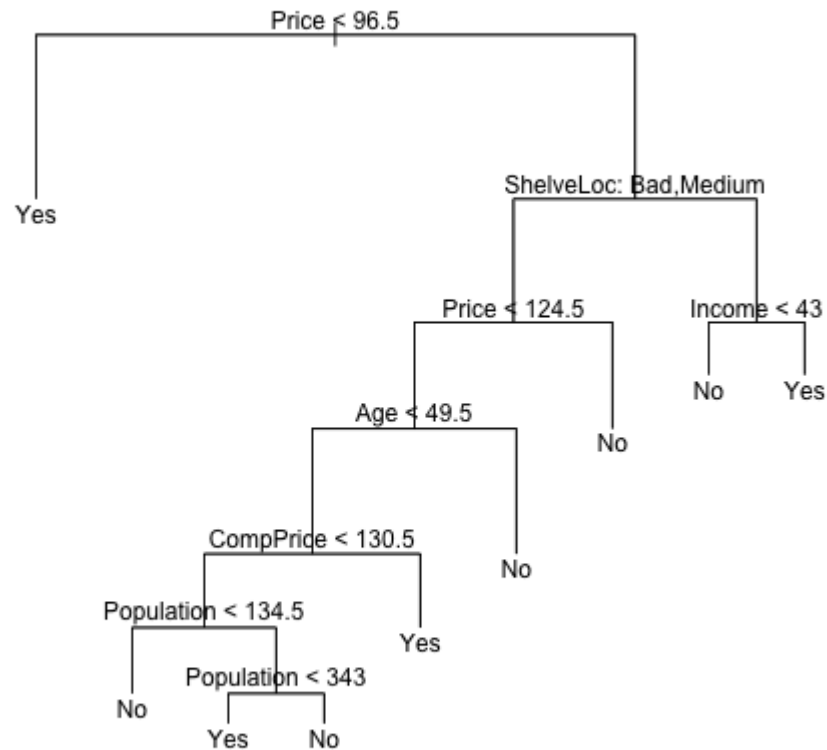 Price < 96.5
Yes
ShelveLoc: Bad,Medium
Price < 124.5
Income < 43
No
Yes
Age < 49.5
No
CompPrice < 130.5
No
Population < 134.5
Yes
Population < 343
No
Yes
No